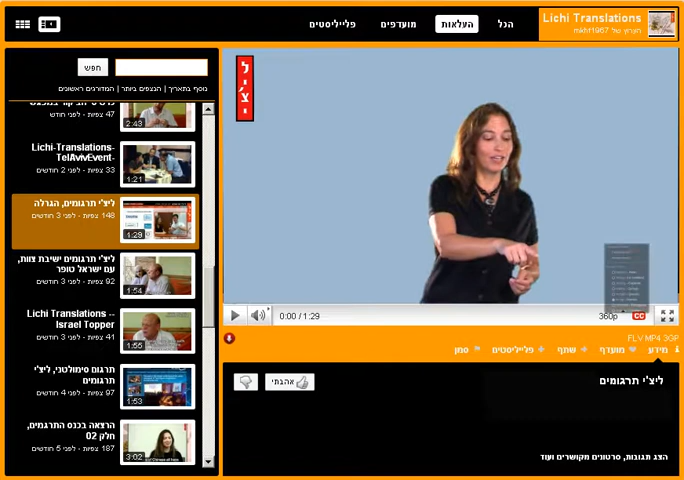 Lichi Translations
הערוץ של mkhr1967
הכל
העלאות
מועדפים
פלייליסטים
חפש
נוסף בתאריך | הנצפים ביותר | המדורגים ראשונים
47 צפיות - לפני חודש
2:43
Lichi-Translations-
TelAvivEvent-
33 צפיות - לפני 2 חודשים
1:21
ליצ'י תרגומים, הגרלה
148 צפיות - לפני 3 חודשים
1:29
ליצ'י תרגומים ישיבת צוות,
עם ישראל טופר
92 צפיות - לפני 3 חודשים
1:54
Lichi Translations --
Israel Topper
41 צפיות - לפני 3 חודשים
1:55
תרגום סימולטני, ליצ'י
תרגומים
97 צפיות - לפני 4 חודשים
1:53
הרצאה בכנס התרגמים,
חלק 02
187 צפיות - לפני 5 חודשים
3:02
ליצ'י
0:00 / 1:29
360p
CC
FLV MP4 3GP
מידע
מועדף
שתף
פלייליסטים
סמן
ליצ'י תרגומים
אהבתי
הצג תגובות, סרטונים מקושרים ועוד